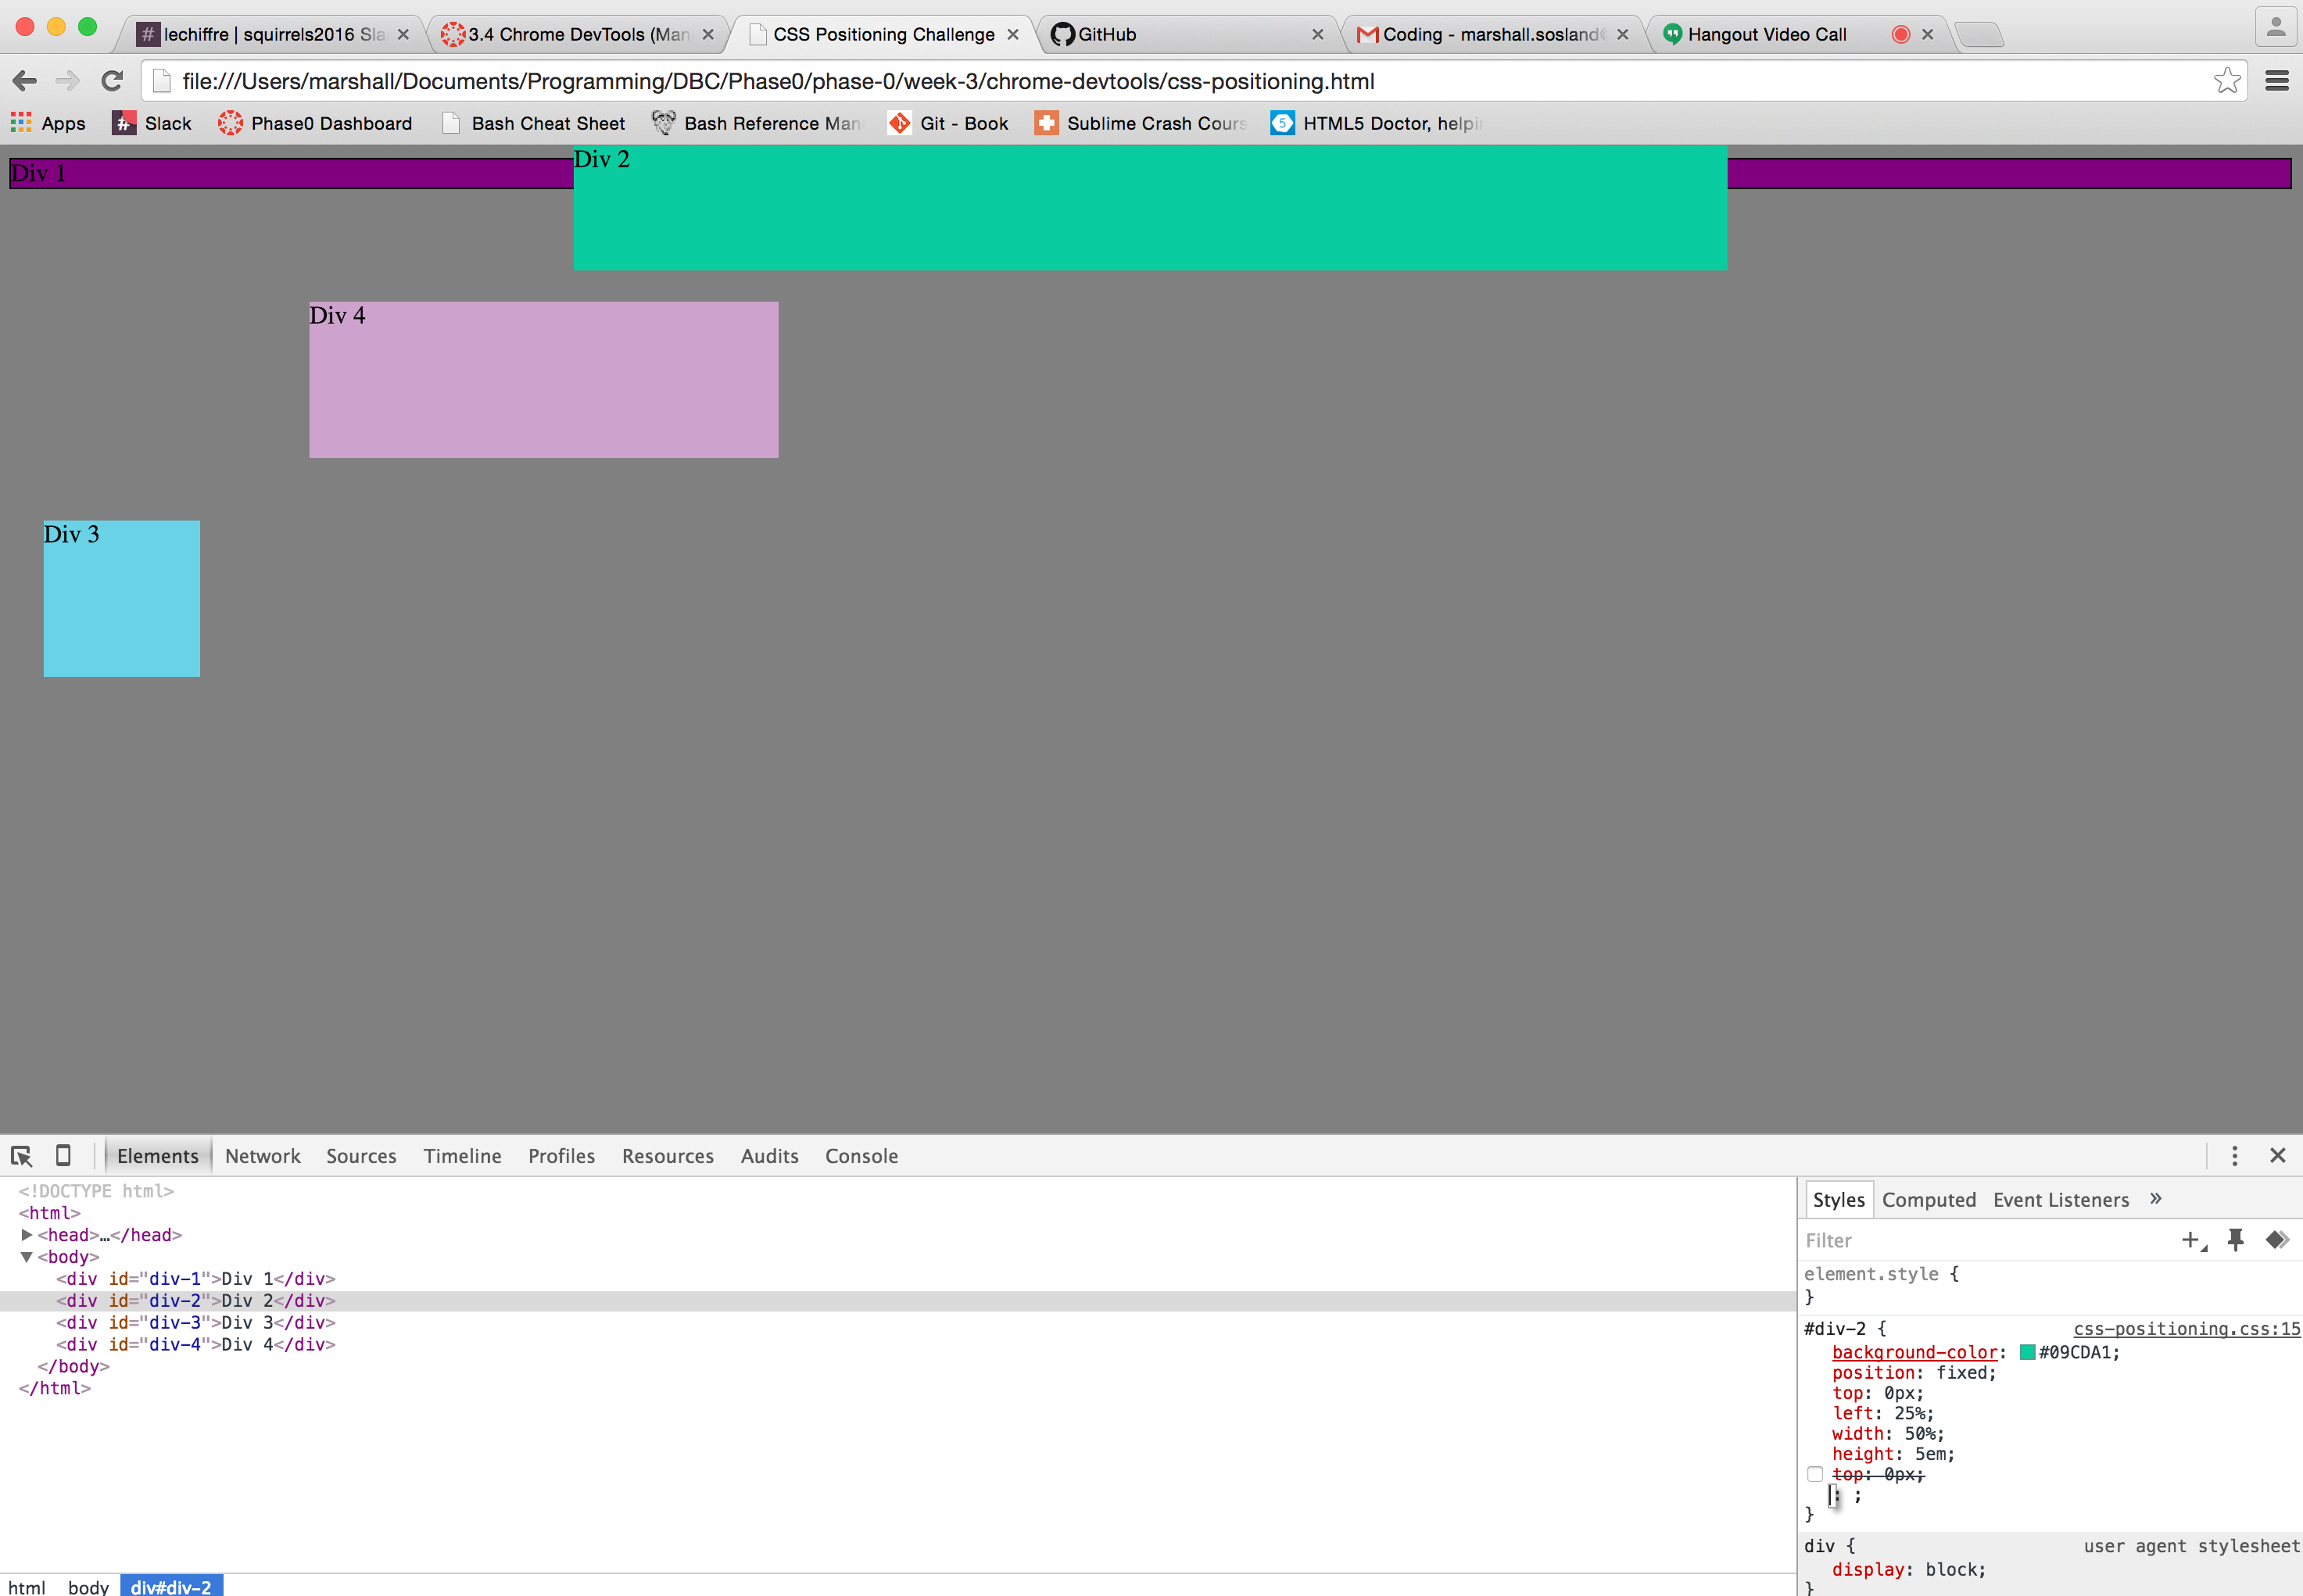 lechiffre | squirrels2016 Sla
3.4 Chrome DevTools (Man
CSS Positioning Challenge
GitHub
Coding - marshall.sosland@
Hangout Video Call
file:///Users/marshall/Documents/Programming/DBC/Phase0/phase-0/week-3/chrome-devtools/css-positioning.html
Apps
Slack
Phase0 Dashboard
Bash Cheat Sheet
Bash Reference Man
Git - Book
Sublime Crash Cours
HTML5 Doctor, helpin
Div 1
Div 2
Div 4
Div 3
Elements Network Sources Timeline Profiles Resources Audits Console
<!DOCTYPE html>
<html>
<head>…</head>
<body>
<div id="div-1">Div 1</div>
<div id="div-2">Div 2</div>
<div id="div-3">Div 3</div>
<div id="div-4">Div 4</div>
</body>
</html>
html body div#div-2
Styles Computed Event Listeners »
Filter
element.style {
}
#div-2 { css-positioning.css:15
background-color: #09CDA1;
position: fixed;
top: 0px;
left: 25%;
width: 50%;
height: 5em;
top: 0px;
: ;
}
div { user agent stylesheet
display: block;
}